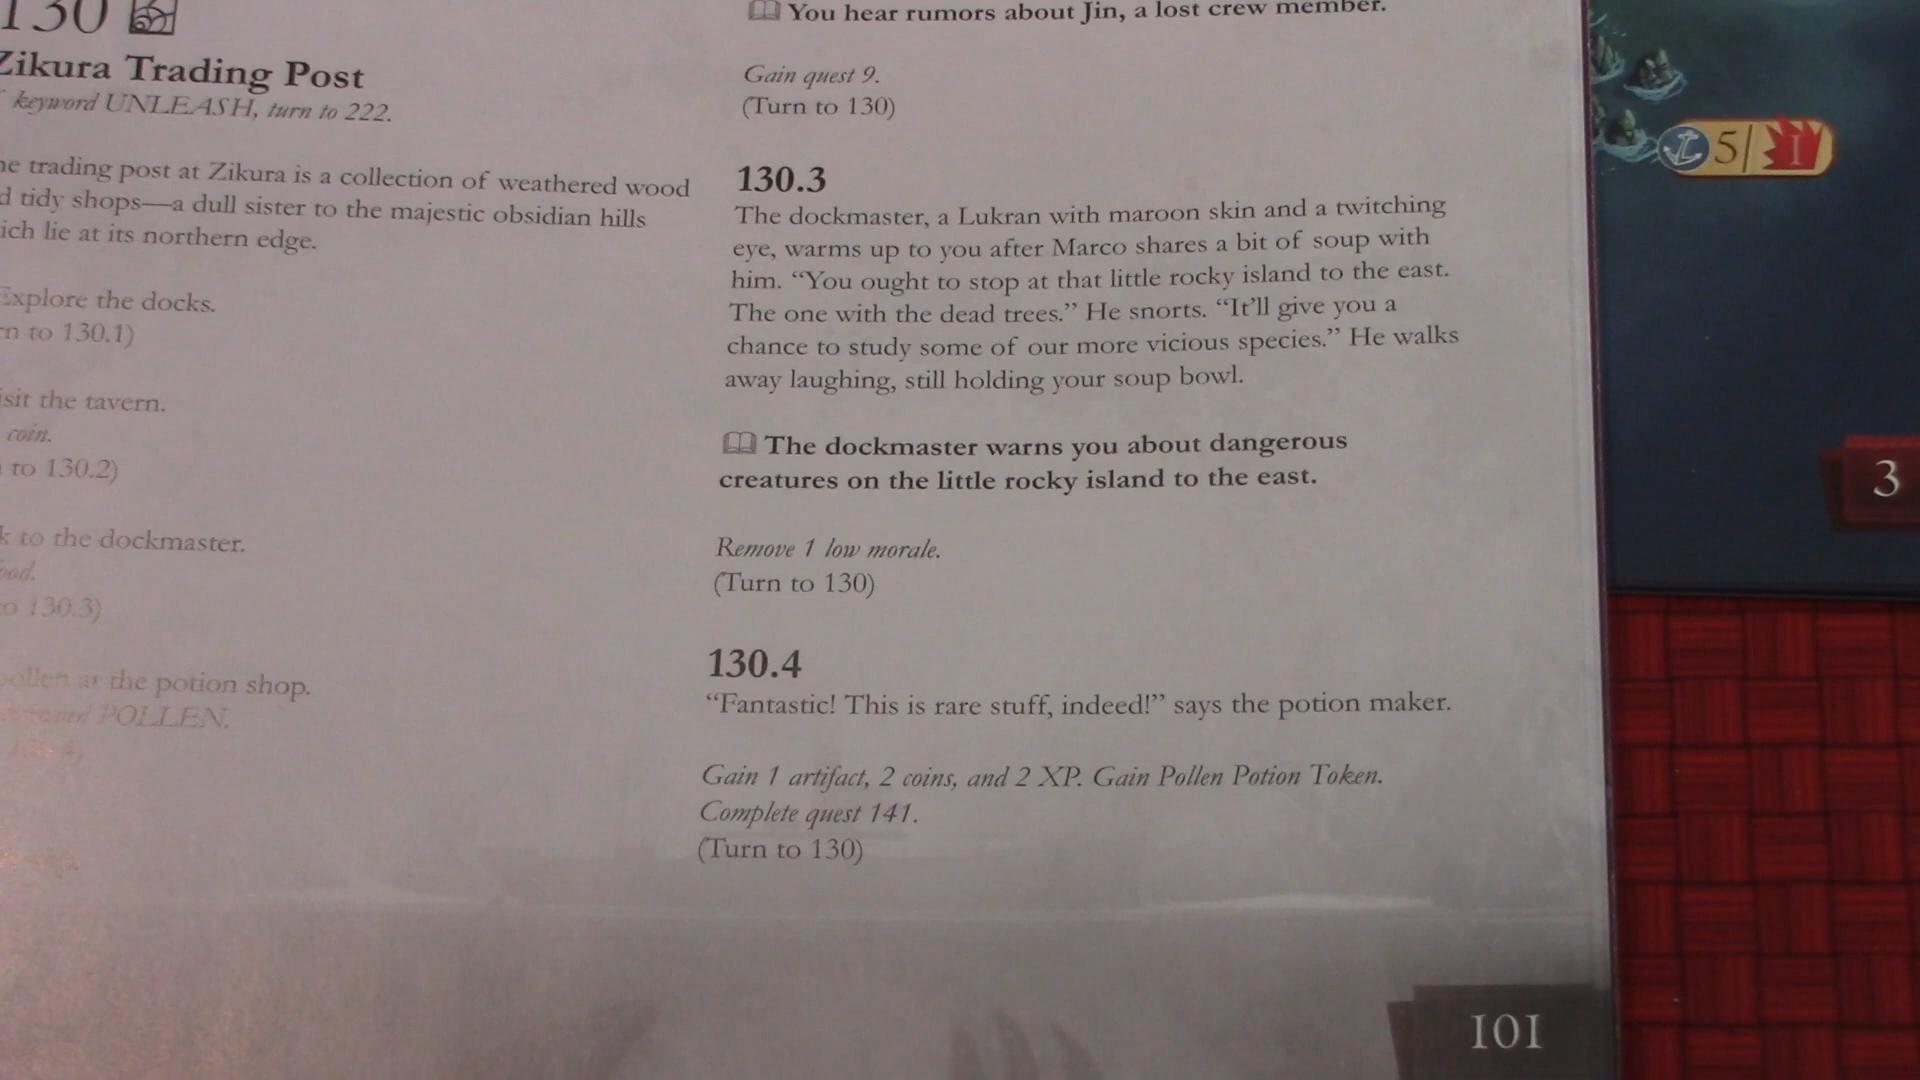 130
Zikura Trading Post
keyword UNLEASH, turn to 222.
trading post at Zikura is a collection of weathered wood
tidy shops—a dull sister to the majestic obsidian hills
lie at its northern edge.
Explore the docks.
to 130.1)
the tavern.
coin.
to 130.2)
to the dockmaster.
130.3)
at the potion shop.
POLLEN.
You hear rumors about Jin, a lost crew member.
Gain quest 9.
(Turn to 130)
130.3
The dockmaster, a Lukran with maroon skin and a twitching
eye, warms up to you after Marco shares a bit of soup with
him. “You ought to stop at that little rocky island to the east.
The one with the dead trees.” He snorts. “It’ll give you a
chance to study some of our more vicious species.” He walks
away laughing, still holding your soup bowl.
The dockmaster warns you about dangerous
creatures on the little rocky island to the east.
Remove 1 low morale.
(Turn to 130)
130.4
“Fantastic! This is rare stuff, indeed!” says the potion maker.
Gain 1 artifact, 2 coins, and 2 XP. Gain Pollen Potion Token.
Complete quest 141.
(Turn to 130)
101
5/ I
3